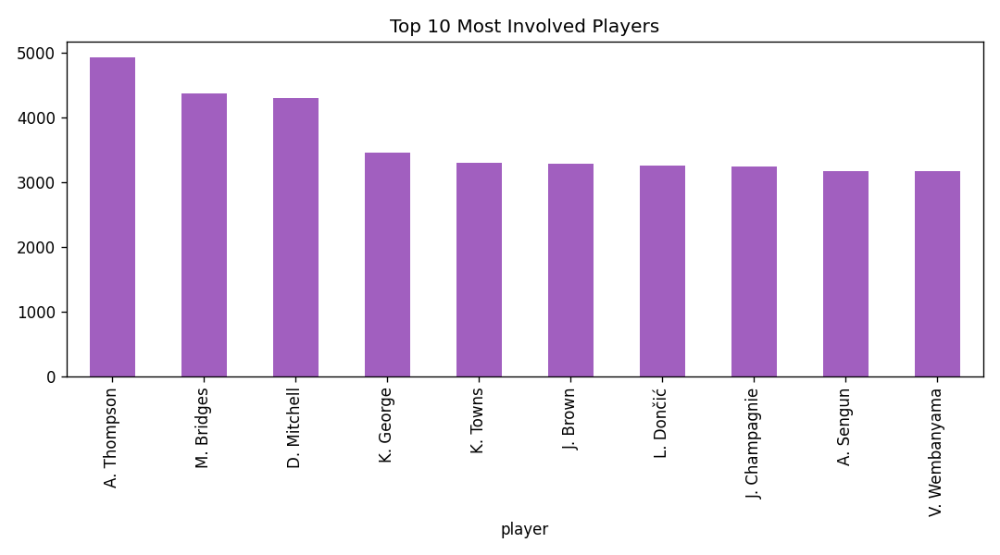 Top 10 Most Involved Players
5000
4000
3000
2000
1000
0
A. Thompson
M. Bridges
D. Mitchell
K. George
K. Towns
J. Brown
L. Dončić
J. Champagnie
A. Sengun
V. Wembanyama
player